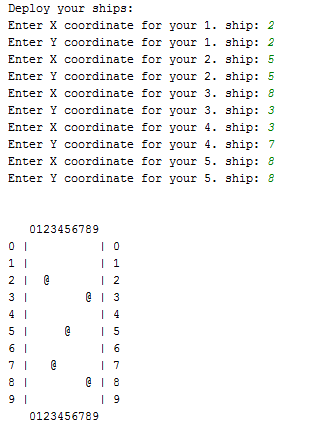 Deploy your ships:
Enter X coordinate for your 1. ship: 2
Enter Y coordinate for your 1. ship: 2
Enter X coordinate for your 2. ship: 5
Enter Y coordinate for your 2. ship: 5
Enter X coordinate for your 3. ship: 8
Enter Y coordinate for your 3. ship: 3
Enter X coordinate for your 4. ship: 3
Enter Y coordinate for your 4. ship: 7
Enter X coordinate for your 5. ship: 8
Enter Y coordinate for your 5. ship: 8
   0123456789
0 |          | 0
1 |          | 1
2 |  @       | 2
3 |        @ | 3
4 |          | 4
5 |     @    | 5
6 |          | 6
7 |   @      | 7
8 |        @ | 8
9 |          | 9
   0123456789